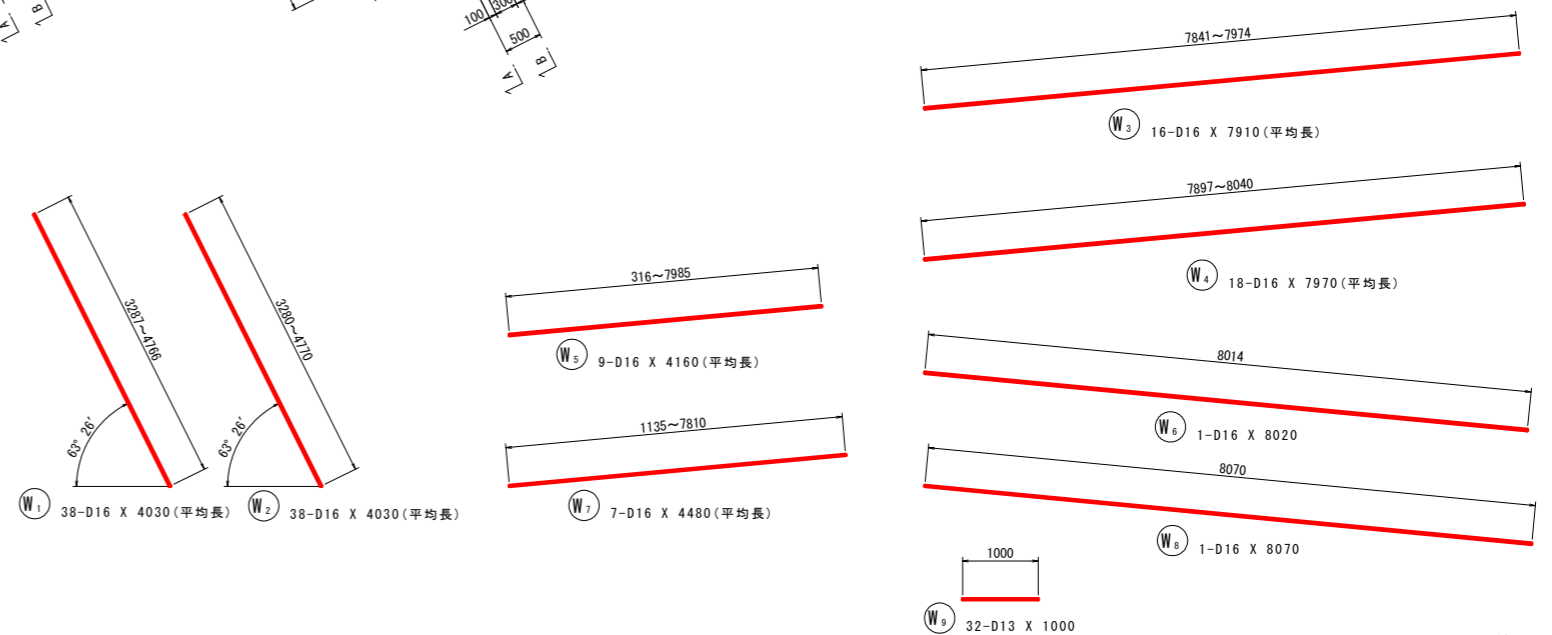 1 A
1 B
100 300
500
1 A
1 B
7841～7974
W3 16-D16 X 7910(平均長)
7897～8040
W4 18-D16 X 7970(平均長)
3287～4766
63° 26′
W1 38-D16 X 4030(平均長)
3280～4770
63° 26′
W2 38-D16 X 4030(平均長)
316～7985
W5 9-D16 X 4160(平均長)
1135～7810
W7 7-D16 X 4480(平均長)
8014
W6 1-D16 X 8020
8070
W8 1-D16 X 8070
1000
W9 32-D13 X 1000